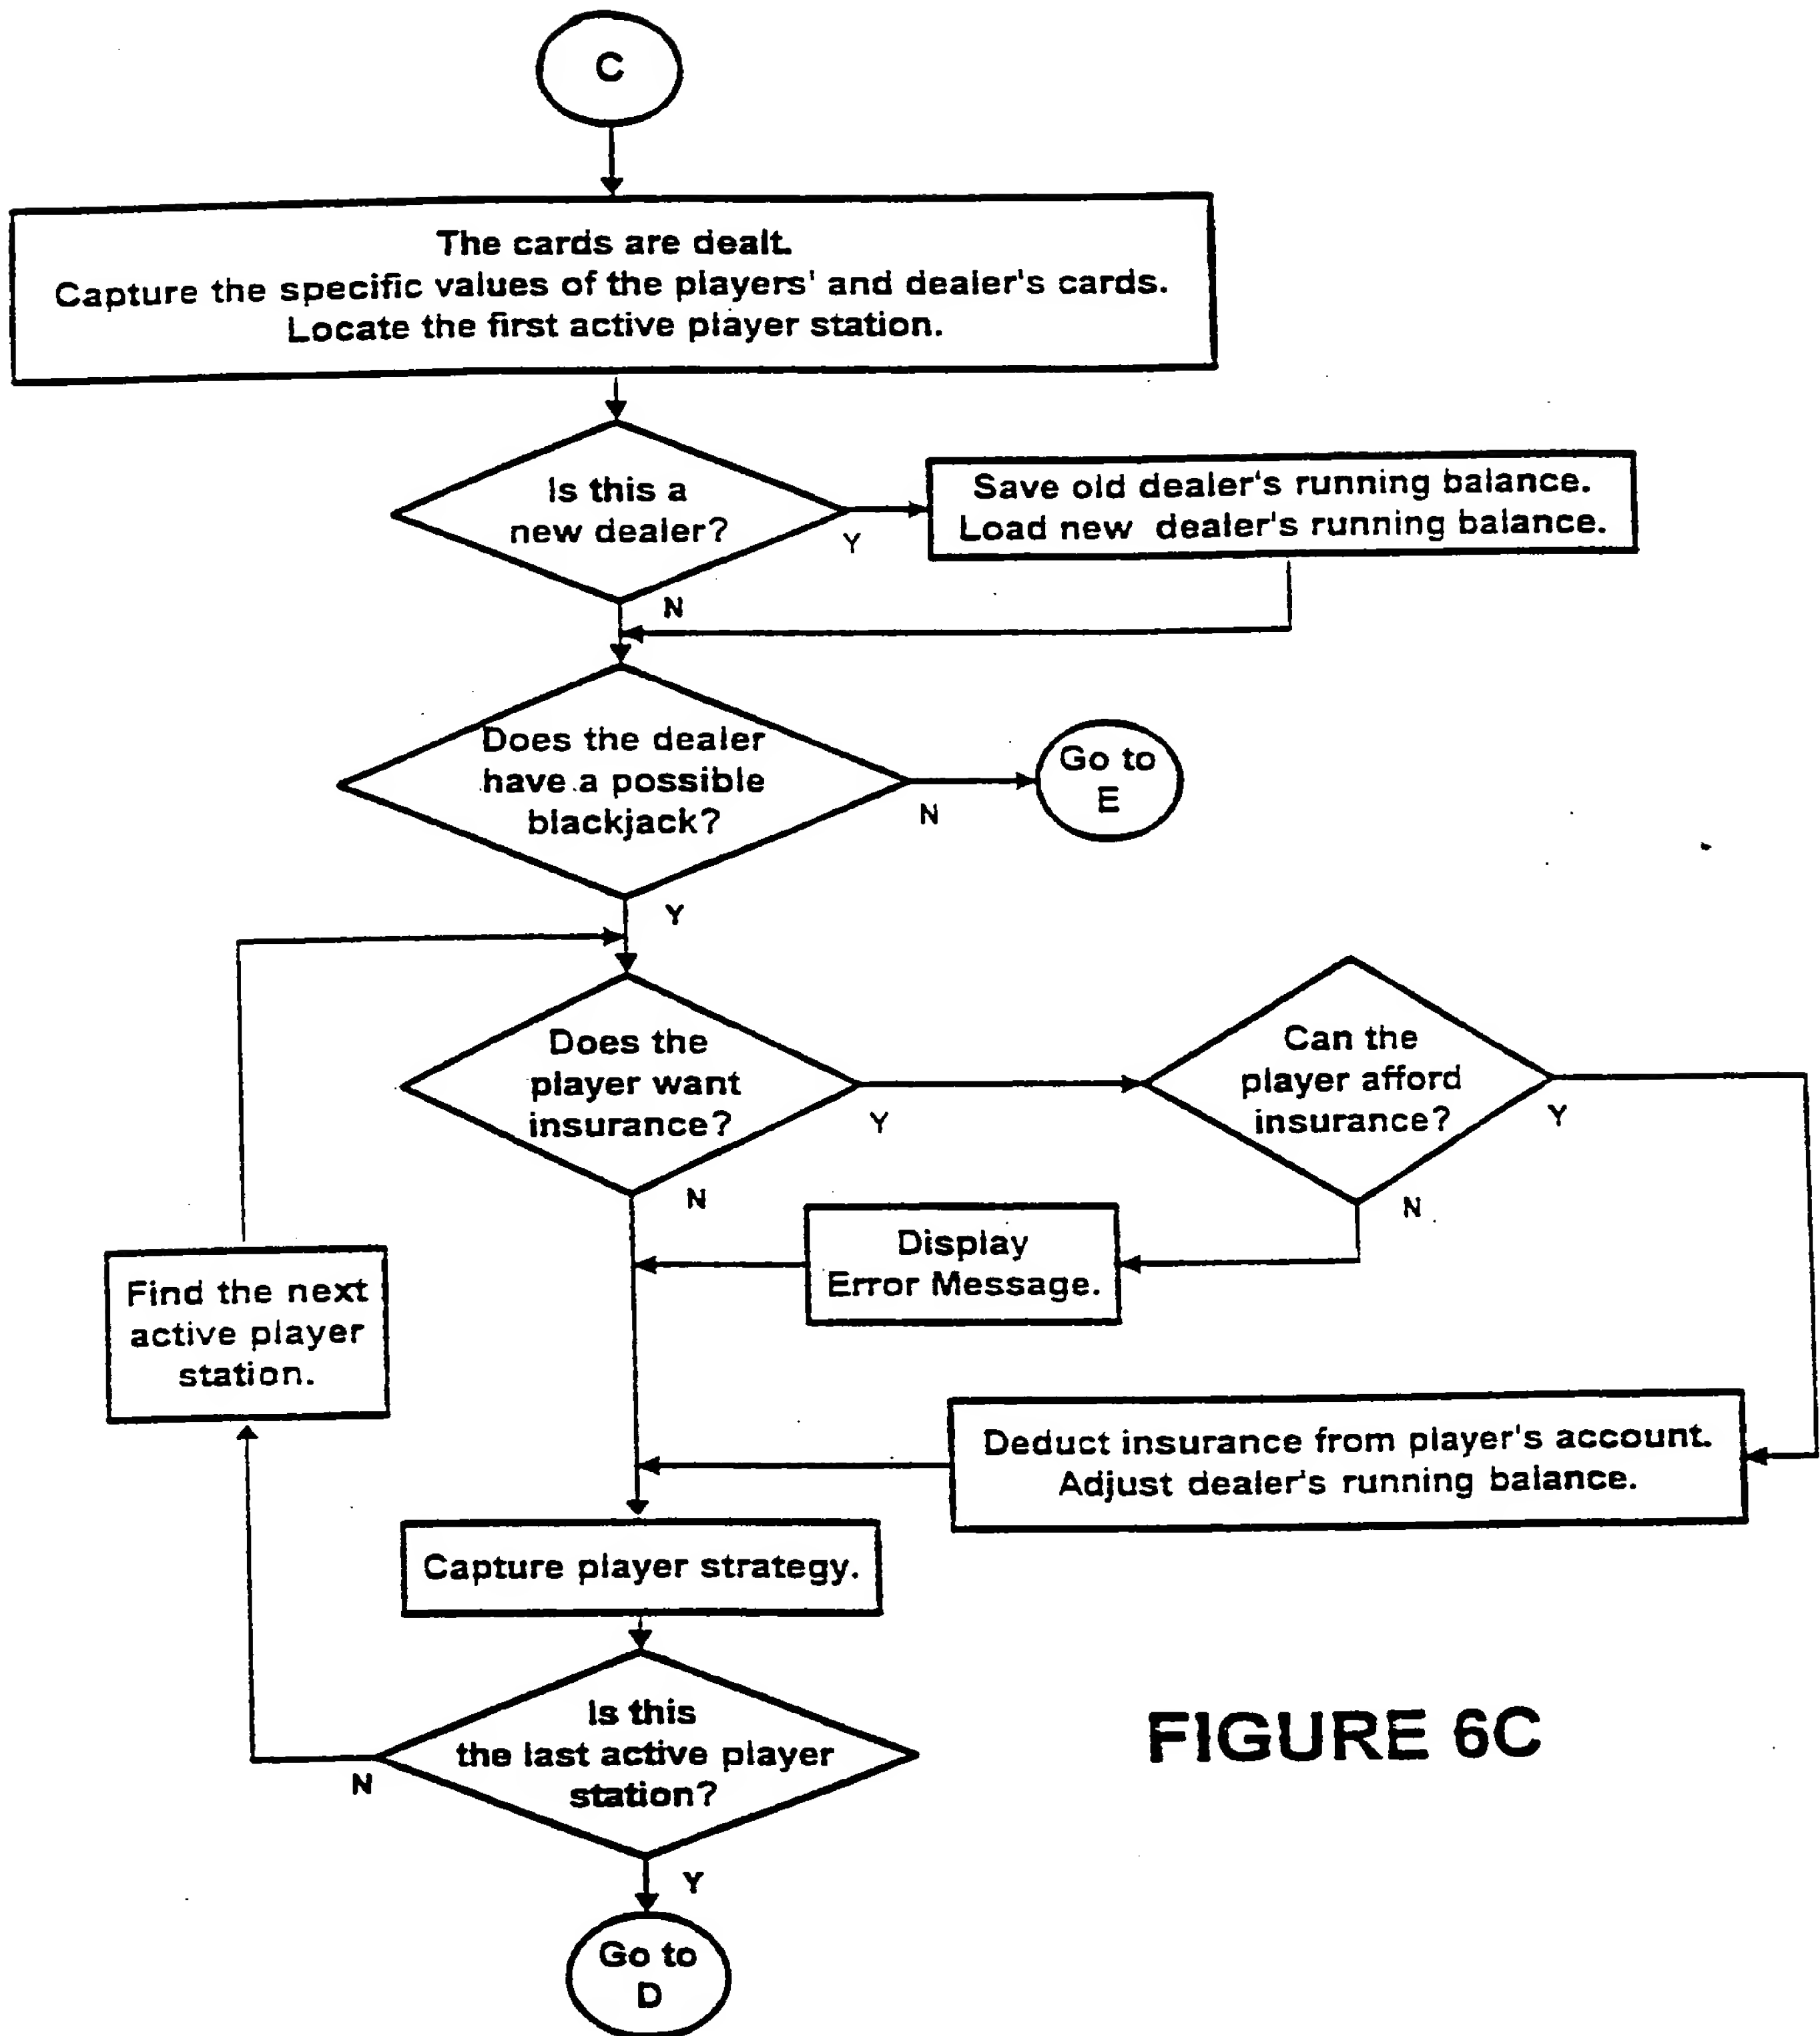 C
The cards are dealt.
Capture the specific values of the players' and dealer's cards.
Locate the first active player station.
Is this a
new dealer?
Y
Save old dealer's running balance.
Load new dealer's running balance.
N
Does the dealer
have a possible
blackjack?
N
Go to
E
Y
Does the
player want
insurance?
Y
Can the
player afford
insurance?
Y
N
N
Display
Error Message.
Find the next
active player
station.
Deduct insurance from player's account.
Adjust dealer's running balance.
Capture player strategy.
Is this
the last active player
station?
N
Y
Go to
D
FIGURE 6C